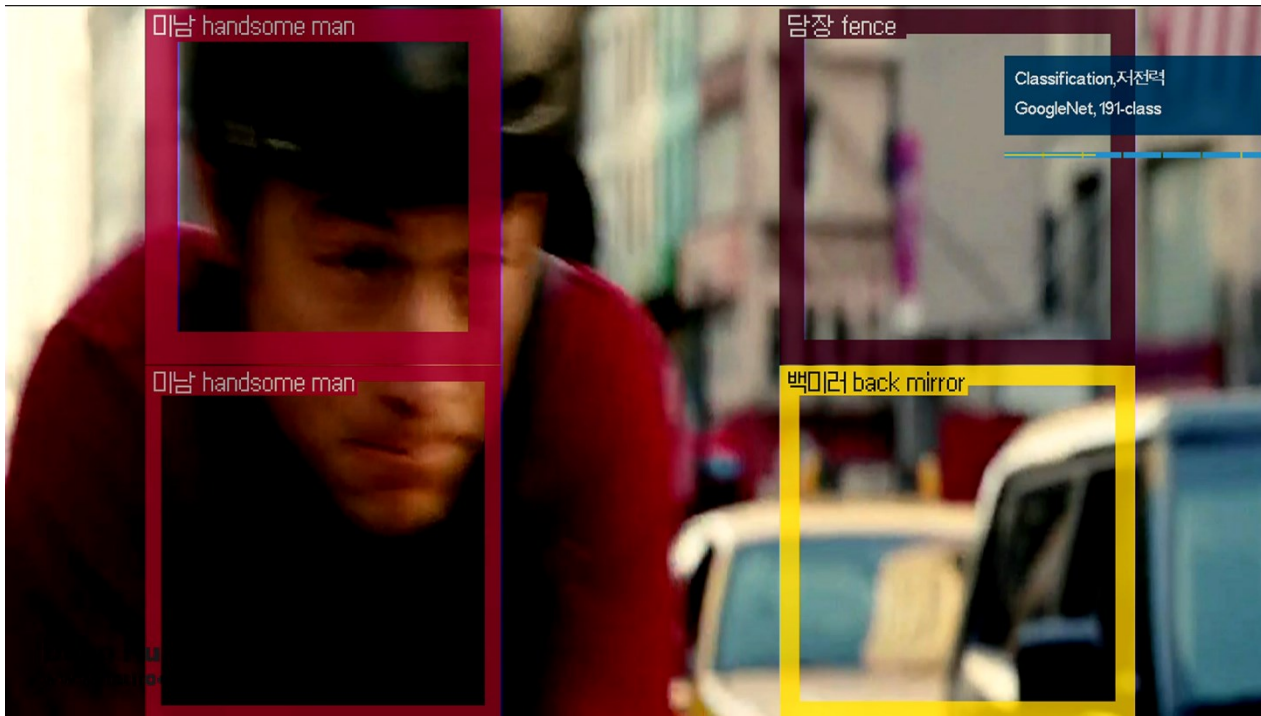 미남 handsome man
담장 fence
Classification,저전력
GoogleNet, 191-class
미남 handsome man
백미러 back mirror